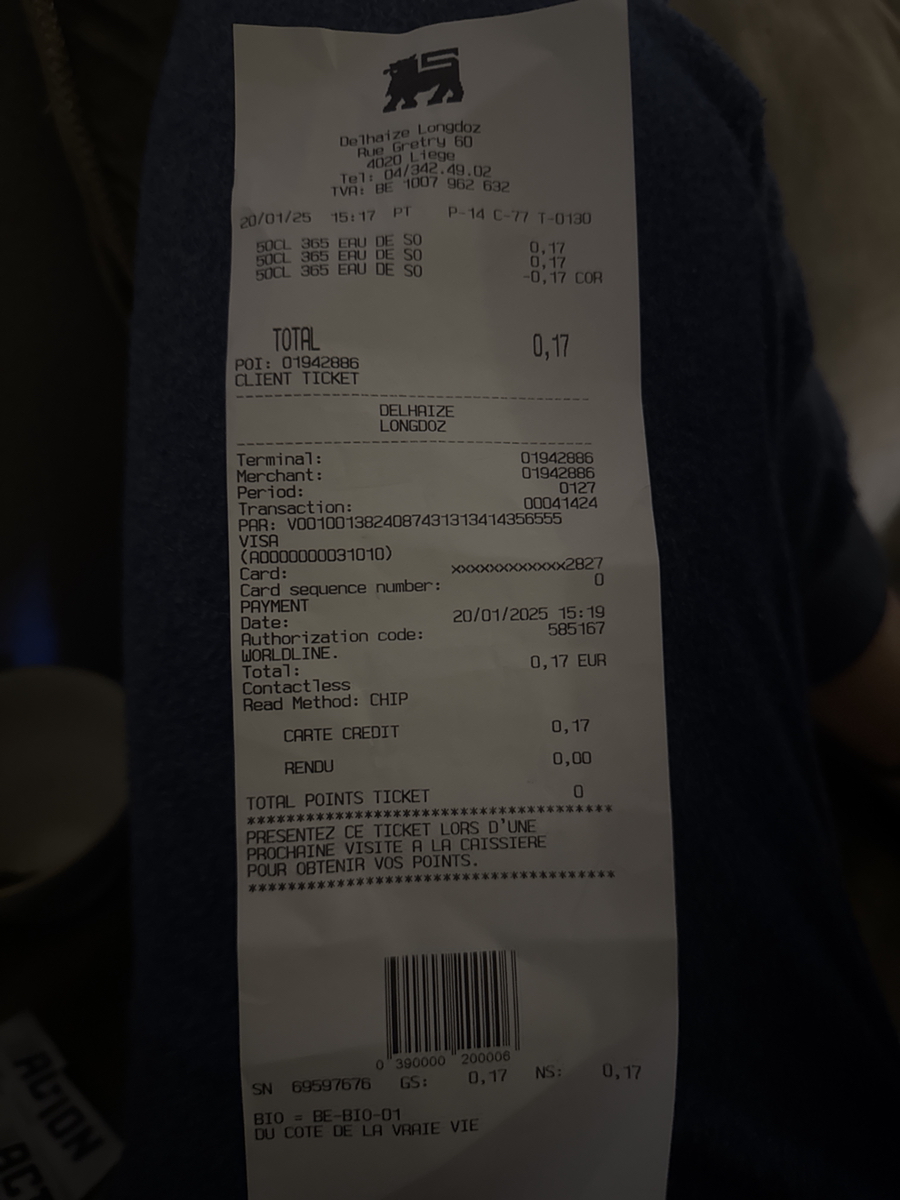 Delhaize Longdoz
Rue Gretry 60
4020 Liege
Tel: 04/342.49.02
TVA: BE 1007 962 632
20/01/25 15:17 PT P-14 C-77 T-0130
50CL 365 EAU DE SO 0,17
50CL 365 EAU DE SO 0,17
50CL 365 EAU DE SO -0,17 COR
TOTAL 0,17
POI: 01942886
CLIENT TICKET
DELHAIZE
LONGDOZ
Terminal: 01942886
Merchant: 01942886
Period: 0127
Transaction: 00041424
PAR: V0010013824087431313414356555
VISA
(A0000000031010)
Card: xxxxxxxxxxxx2827
Card sequence number: 0
PAYMENT
Date: 20/01/2025 15:19
Authorization code: 585167
WORLDLINE.
Total: 0,17 EUR
Contactless
Read Method: CHIP
CARTE CREDIT 0,17
RENDU 0,00
TOTAL POINTS TICKET 0
*************************************
PRESENTEZ CE TICKET LORS D'UNE
PROCHAINE VISITE A LA CAISSIERE
POUR OBTENIR VOS POINTS.
*************************************
0 390000 200006
SN 69597676 GS: 0,17 NS: 0,17
BIO = BE-BIO-01
DU COTE DE LA VRAIE VIE
ACTION
ACT